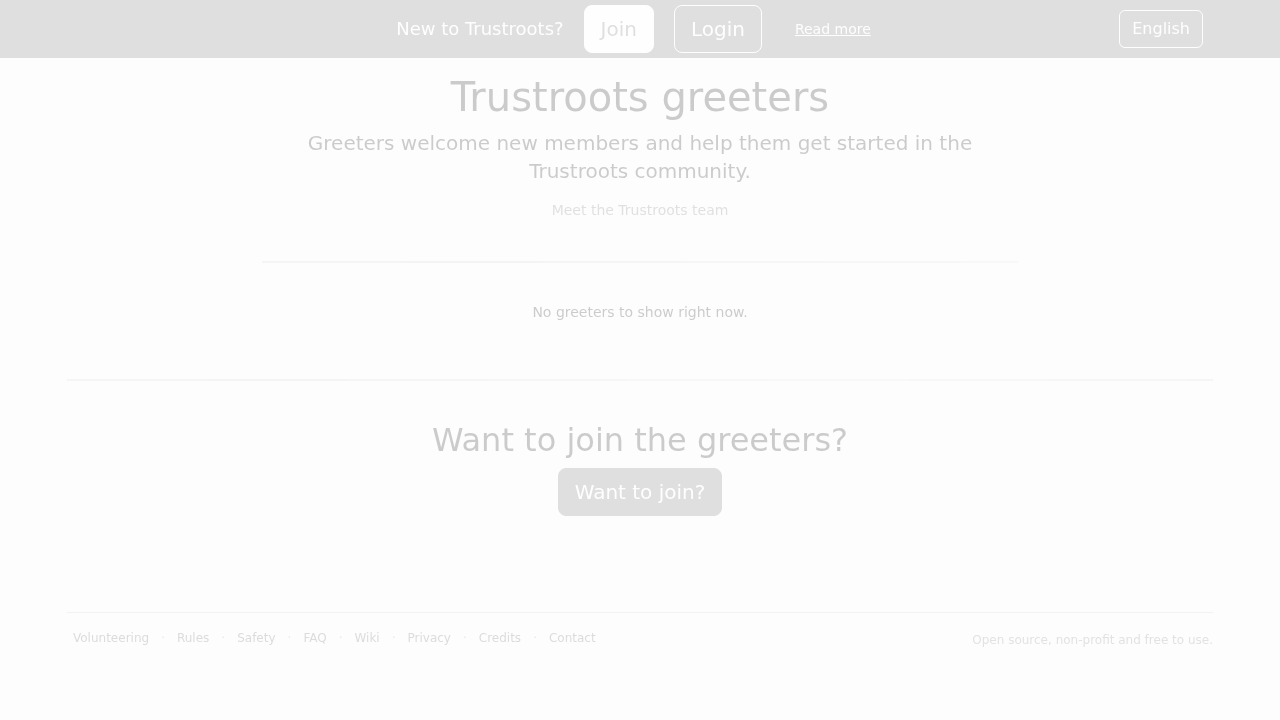 New to Trustroots? Join Login Read more English
Trustroots greeters
Greeters welcome new members and help them get started in the
Trustroots community.
Meet the Trustroots team
No greeters to show right now.
Want to join the greeters?
Want to join?
Volunteering · Rules · Safety · FAQ · Wiki · Privacy · Credits · Contact
Open source, non-profit and free to use.